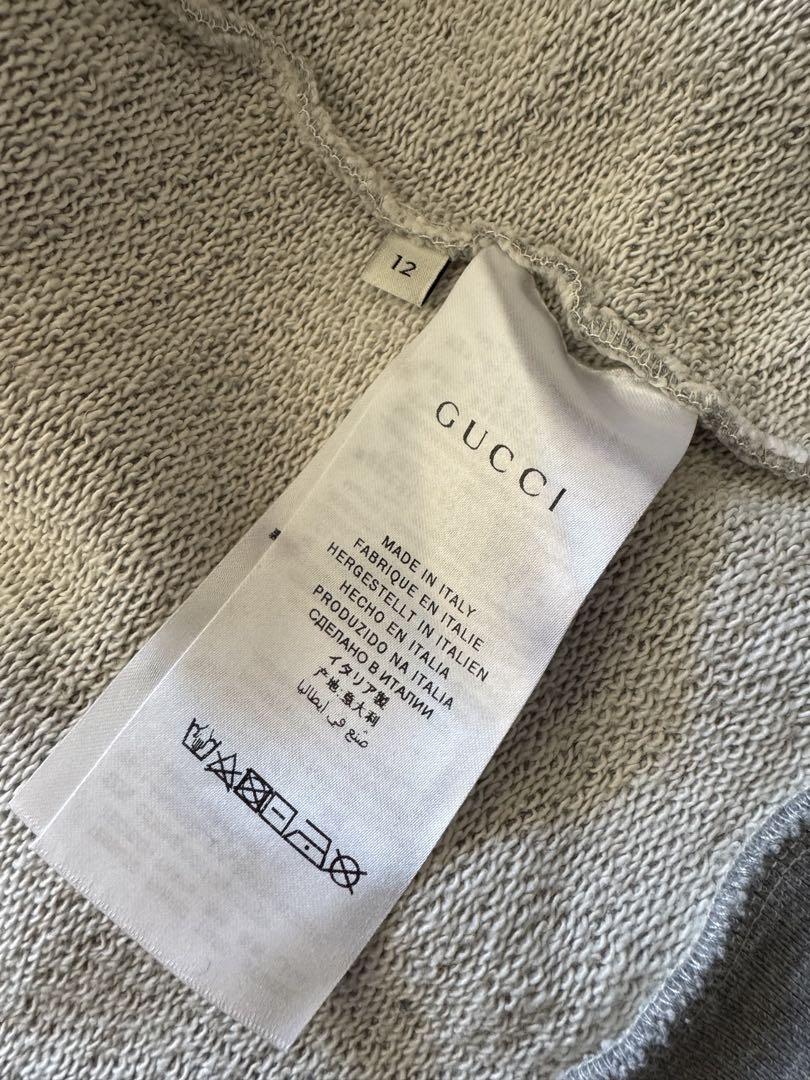 12
GUCCI
MADE IN ITALY
FABRIQUE EN ITALIE
HERGESTELLT IN ITALIEN
HECHO EN ITALIA
PRODUZIDO NA ITALIA
СДЕЛАНО В ИТАЛИИ
イタリア製
产地:意大利
صنع في إيطاليا